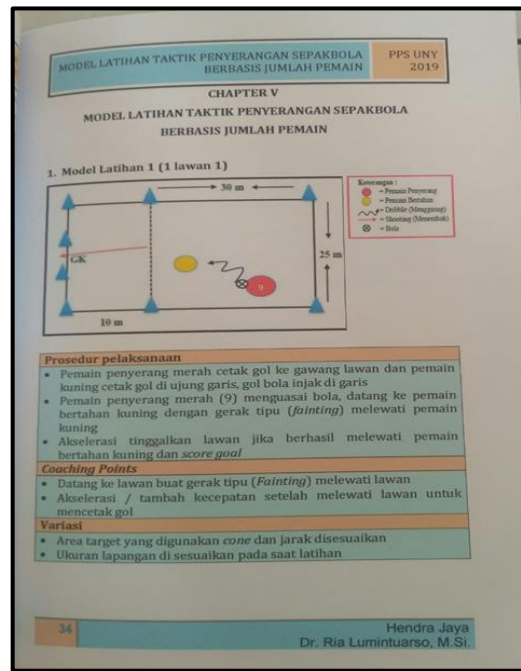 MODEL LATIHAN TAKTIK PENYERANGAN SEPAKBOLA
BERBASIS JUMLAH PEMAIN
PPS UNY
2019
CHAPTER V
MODEL LATIHAN TAKTIK PENYERANGAN SEPAKBOLA
BERBASIS JUMLAH PEMAIN
1. Model Latihan 1 (1 lawan 1)
30 m
GK
9
25 m
10 m
Keterangan :
= Pemain Penyerang
= Pemain Bertahan
= Dribble (Menggiring)
= Shooting (Menembak)
= Bola
Prosedur pelaksanaan
• Pemain penyerang merah cetak gol ke gawang lawan dan pemain
kuning cetak gol di ujung garis, gol bola injak di garis
• Pemain penyerang merah (9) menguasai bola, datang ke pemain
bertahan kuning dengan gerak tipu (fainting) melewati pemain
kuning
• Akselerasi tinggalkan lawan jika berhasil melewati pemain
bertahan kuning dan score goal
Coaching Points
• Datang ke lawan buat gerak tipu (Fainting) melewati lawan
• Akselerasi / tambah kecepatan setelah melewati lawan untuk
mencetak gol
Variasi
• Area target yang digunakan cone dan jarak disesuaikan
• Ukuran lapangan di sesuaikan pada saat latihan
34
Hendra Jaya
Dr. Ria Lumintuarso, M.Si.